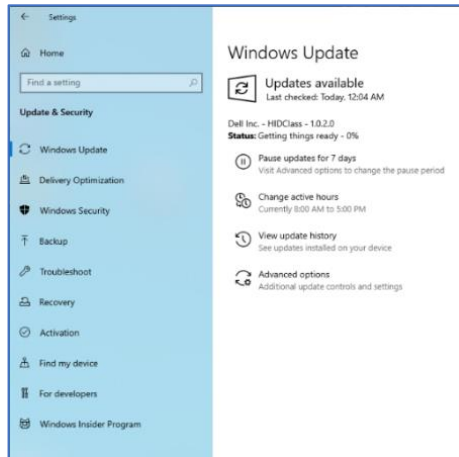 Settings
Home
Find a setting
Update & Security
Windows Update
Delivery Optimization
Windows Security
Backup
Troubleshoot
Recovery
Activation
Find my device
For developers
Windows Insider Program
Windows Update
Updates available
Last checked: Today, 12:04 AM
Dell Inc. - HIDClass - 1.0.2.0
Status: Getting things ready - 0%
Pause updates for 7 days
Visit Advanced options to change the pause period
Change active hours
Currently 8:00 AM to 5:00 PM
View update history
See updates installed on your device
Advanced options
Additional update controls and settings